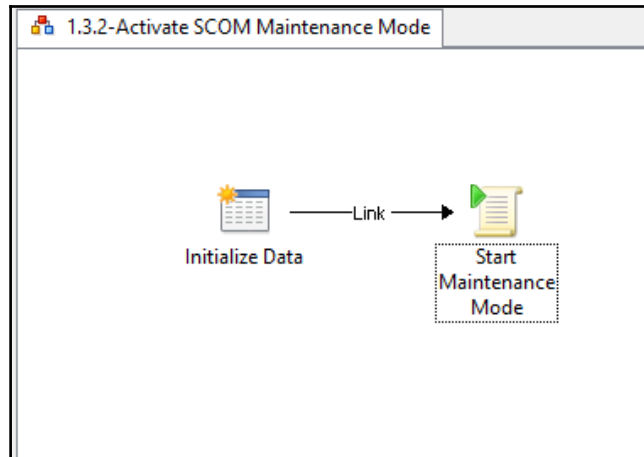 1.3.2-Activate SCOM Maintenance Mode
Link
Initialize Data
Start
Maintenance
Mode